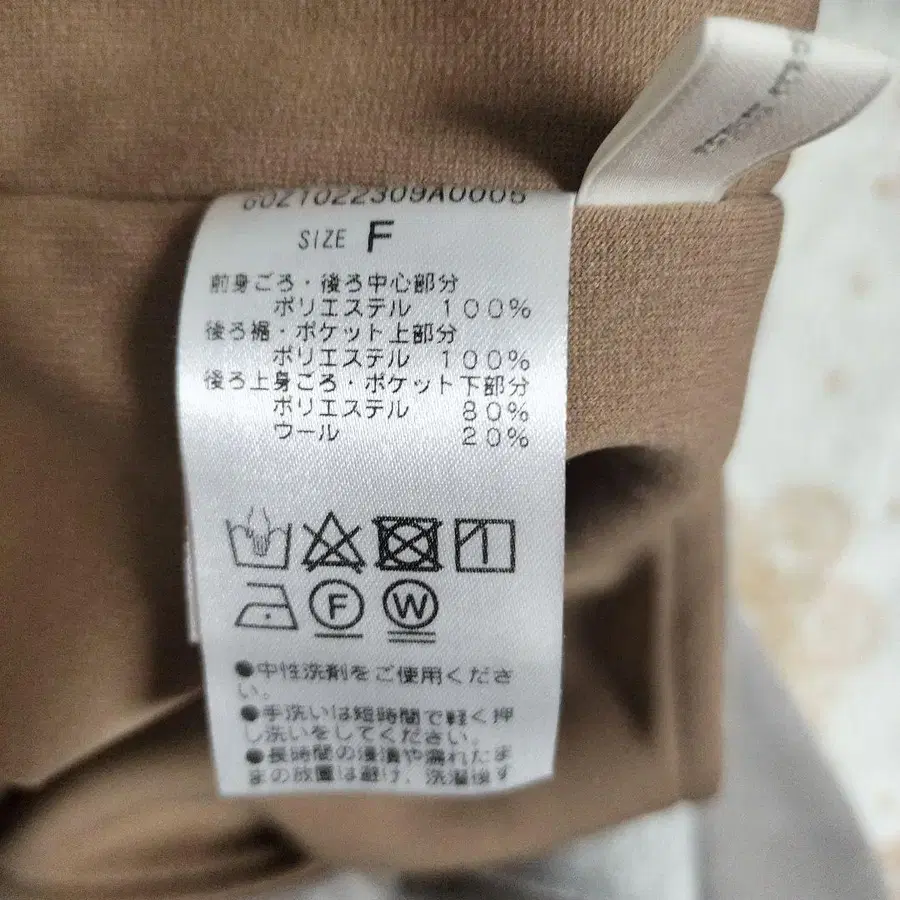 60Z1022309A0005
SIZE F
前身ごろ・後ろ中心部分
ポリエステル 100%
後ろ裾・ポケット上部分
ポリエステル 100%
後ろ上身ごろ・ポケット下部分
ポリエステル 80%
ウール 20%
F W
●中性洗剤をご使用くださ
い。
●手洗いは短時間で軽く押
し洗いをしてください。
●長時間の浸漬や濡れたま
まの放置は避け、洗濯後す